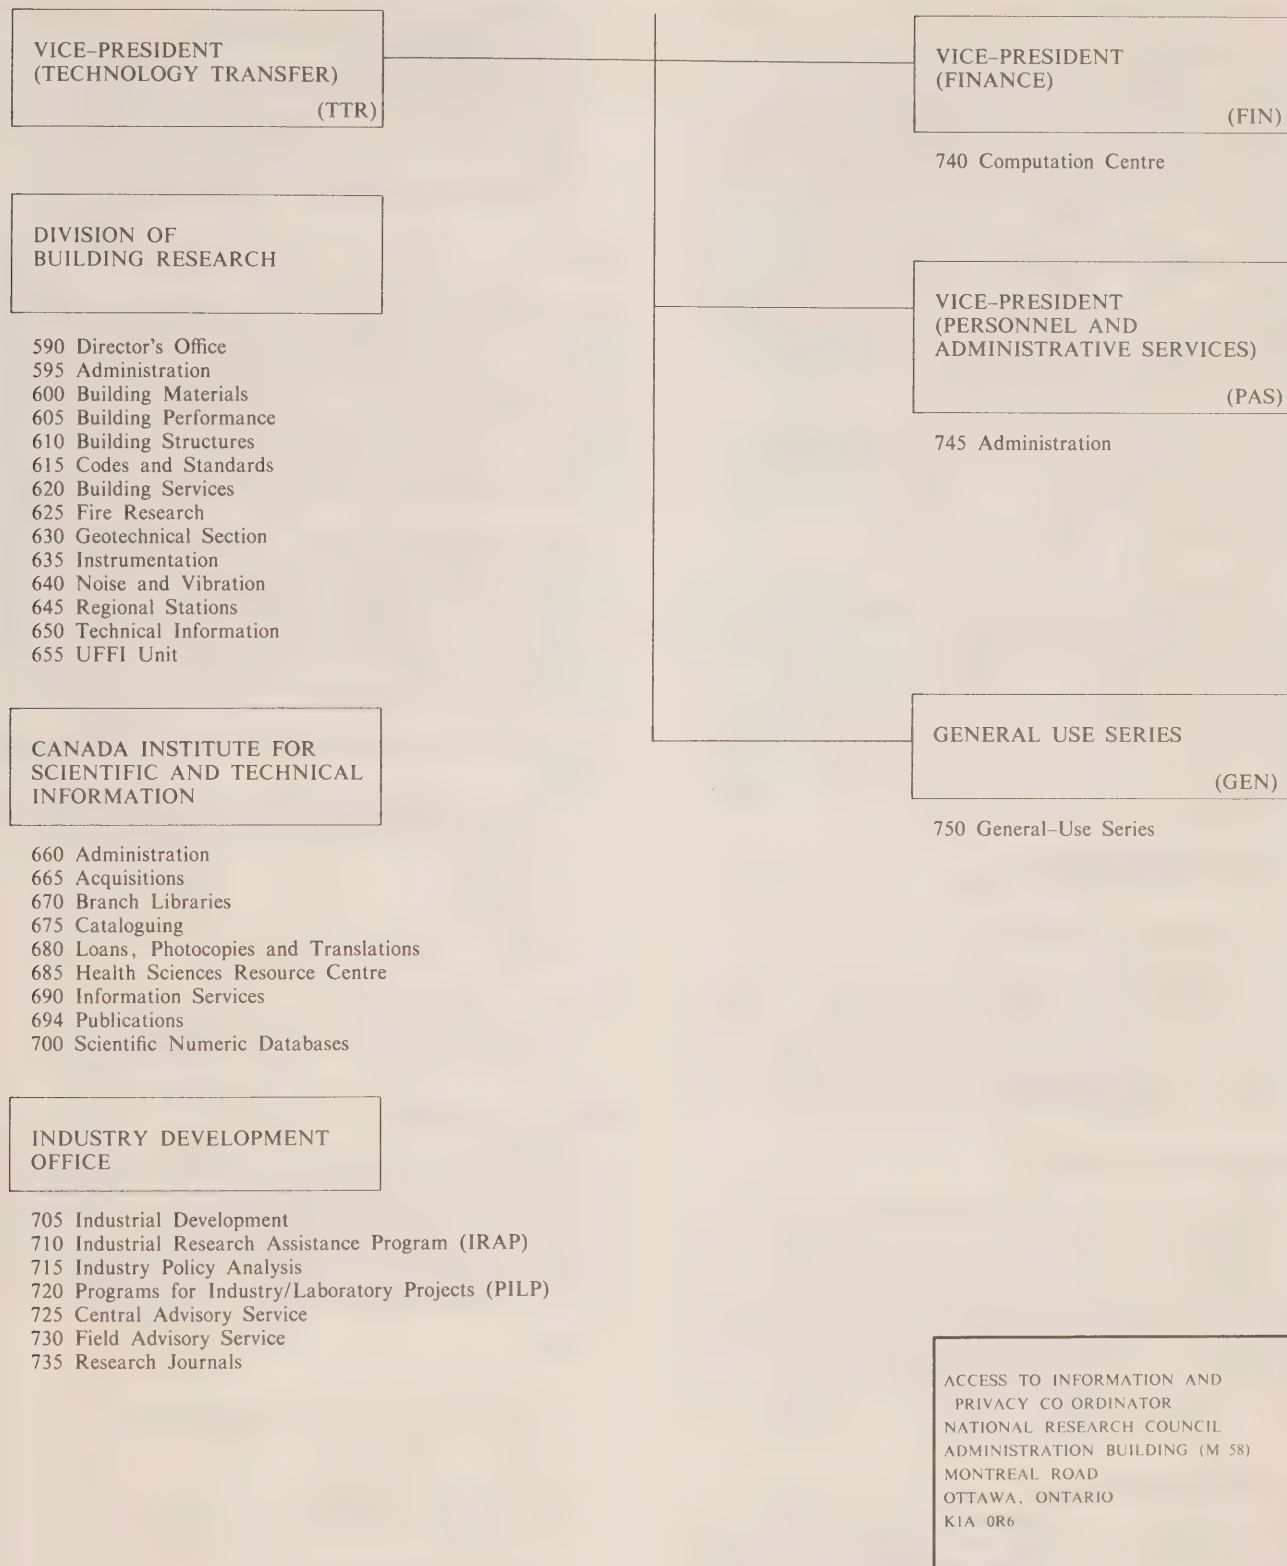 VICE-PRESIDENT
(TECHNOLOGY TRANSFER)
(TTR)
DIVISION OF
BUILDING RESEARCH
590 Director's Office
595 Administration
600 Building Materials
605 Building Performance
610 Building Structures
615 Codes and Standards
620 Building Services
625 Fire Research
630 Geotechnical Section
635 Instrumentation
640 Noise and Vibration
645 Regional Stations
650 Technical Information
655 UFFI Unit
CANADA INSTITUTE FOR
SCIENTIFIC AND TECHNICAL
INFORMATION
660 Administration
665 Acquisitions
670 Branch Libraries
675 Cataloguing
680 Loans, Photocopies and Translations
685 Health Sciences Resource Centre
690 Information Services
694 Publications
700 Scientific Numeric Databases
INDUSTRY DEVELOPMENT
OFFICE
705 Industrial Development
710 Industrial Research Assistance Program (IRAP)
715 Industry Policy Analysis
720 Programs for Industry/Laboratory Projects (PILP)
725 Central Advisory Service
730 Field Advisory Service
735 Research Journals
VICE-PRESIDENT
(FINANCE)
(FIN)
740 Computation Centre
VICE-PRESIDENT
(PERSONNEL AND
ADMINISTRATIVE SERVICES)
(PAS)
745 Administration
GENERAL USE SERIES
(GEN)
750 General-Use Series
ACCESS TO INFORMATION AND
PRIVACY CO ORDINATOR
NATIONAL RESEARCH COUNCIL
ADMINISTRATION BUILDING (M 58)
MONTREAL ROAD
OTTAWA, ONTARIO
K1A 0R6